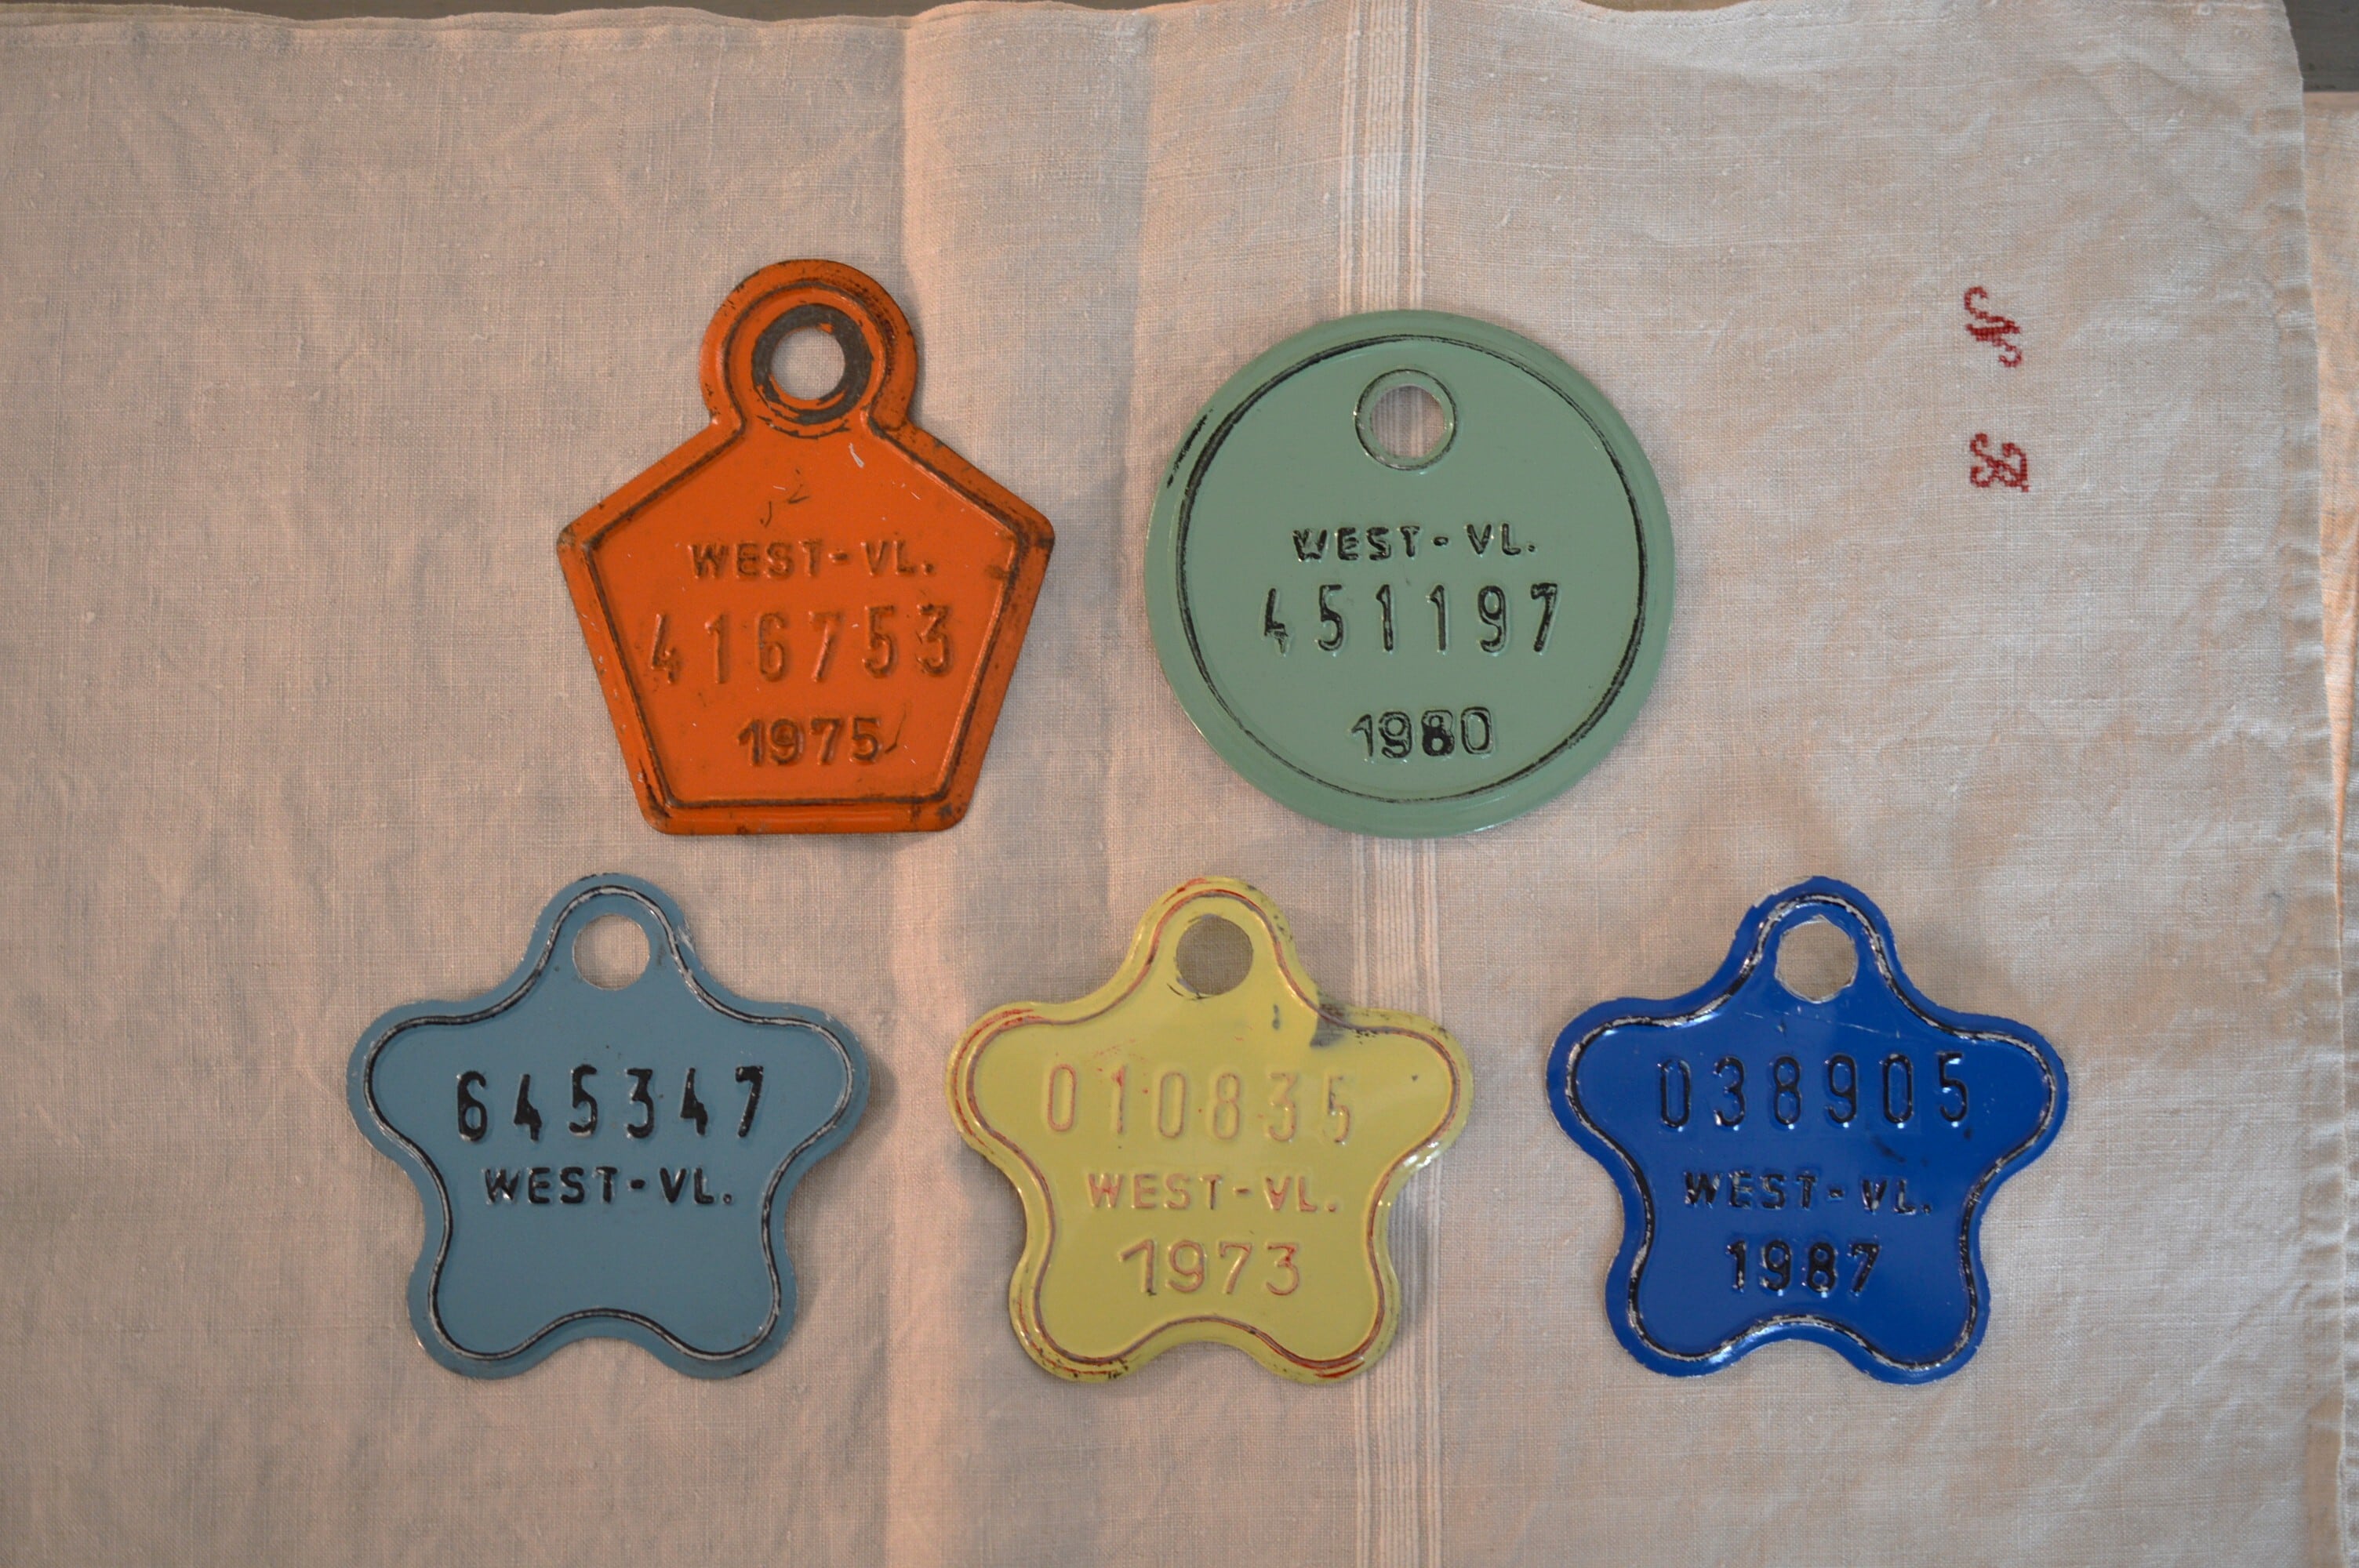 WEST-VL.
416753
1975
WEST-VL.
451197
1980
N B
645347
WEST-VL.
010835
WEST-VL.
1973
038905
WEST-VL.
1987